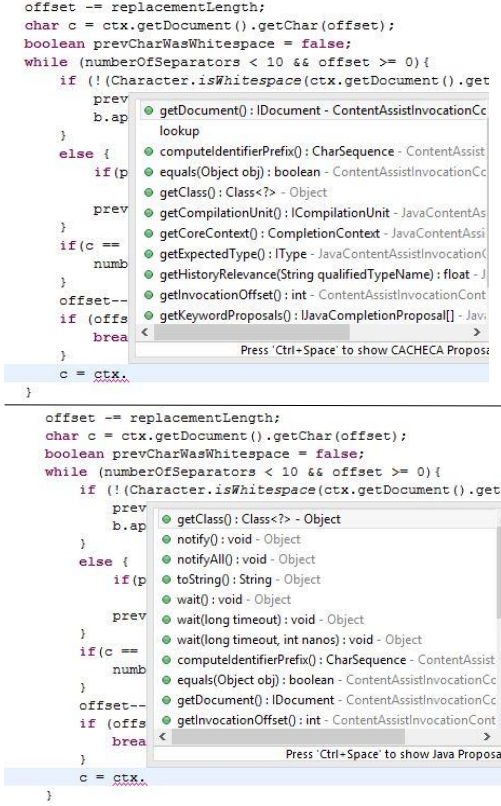 offset -= replacementLength;
char c = ctx.getDocument().getChar(offset);
boolean prevCharWasWhitespace = false;
while (numberOfSeparators < 10 && offset >= 0){
if (!(Character.isWhitespace(ctx.getDocument().get
prev
b.ap
}
else {
if(p
prev
}
if(c ==
numb
}
offset--
if (offs
brea
}
c = ctx.
}
getDocument() : IDocument - ContentAssistInvocationCc
lookup
computeIdentifierPrefix() : CharSequence - ContentAssist
equals(Object obj) : boolean - ContentAssistInvocationCc
getClass() : Class<?> - Object
getCompilationUnit() : ICompilationUnit - JavaContentAs
getCoreContext() : CompletionContext - JavaContentAssi
getExpectedType() : IType - JavaContentAssistInvocation(
getHistoryRelevance(String qualifiedTypeName) : float - J
getInvocationOffset() : int - ContentAssistInvocationCont
getKeywordProposals() : IJavaCompletionProposal[] - Java
Press 'Ctrl+Space' to show CACHECA Proposa
offset -= replacementLength;
char c = ctx.getDocument().getChar(offset);
boolean prevCharWasWhitespace = false;
while (numberOfSeparators < 10 && offset >= 0){
if (!(Character.isWhitespace(ctx.getDocument().get
prev
b.ap
}
else {
if(p
prev
}
if(c ==
numb
}
offset--
if (offs
brea
}
c = ctx.
}
getClass() : Class<?> - Object
notify() : void - Object
notifyAll() : void - Object
toString() : String - Object
wait() : void - Object
wait(long timeout) : void - Object
wait(long timeout, int nanos) : void - Object
computeIdentifierPrefix() : CharSequence - ContentAssist
equals(Object obj) : boolean - ContentAssistInvocationCc
getDocument() : IDocument - ContentAssistInvocationCc
getInvocationOffset() : int - ContentAssistInvocationCont
Press 'Ctrl+Space' to show Java Proposa